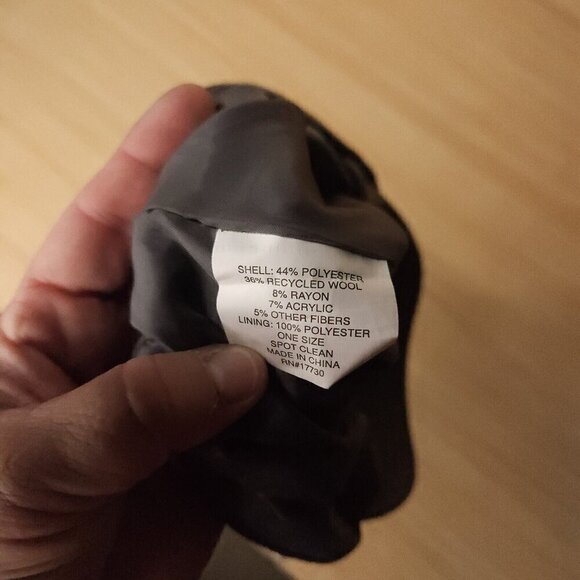 SHELL: 44% POLYESTER
36% RECYCLED WOOL
8% RAYON
7% ACRYLIC
5% OTHER FIBERS
LINING: 100% POLYESTER
ONE SIZE
SPOT CLEAN
MADE IN CHINA
RN#17730